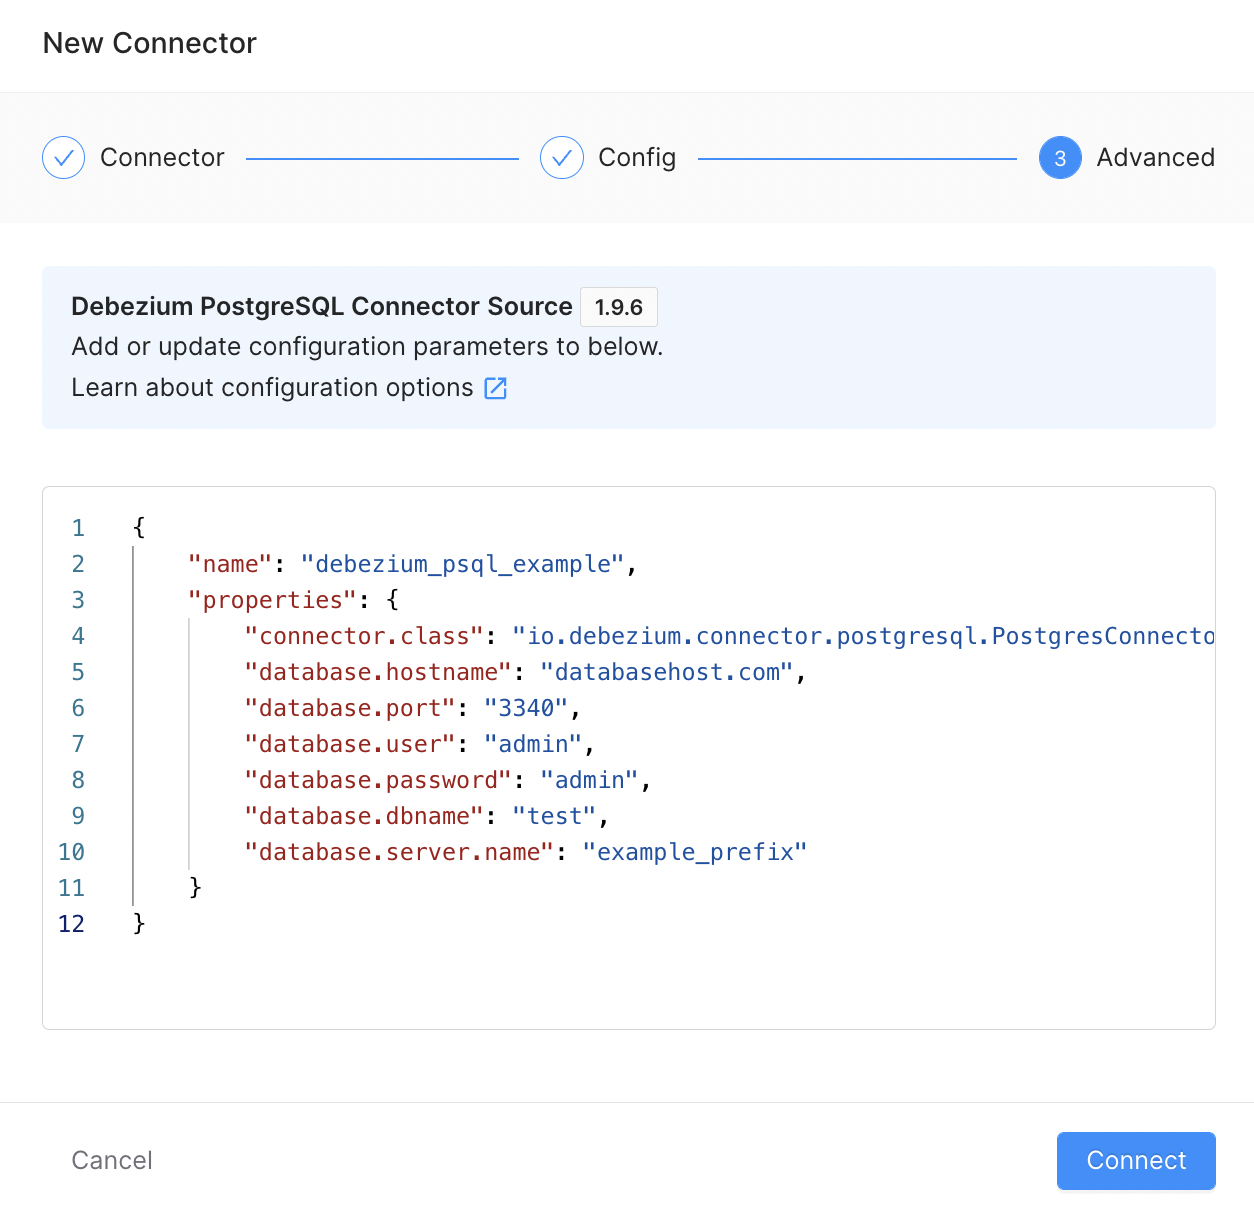 New Connector
Connector
Config
3 Advanced
Debezium PostgreSQL Connector Source 1.9.6
Add or update configuration parameters to below.
Learn about configuration options
1 {
2     "name": "debezium_psql_example",
3     "properties": {
4         "connector.class": "io.debezium.connector.postgresql.PostgresConnecto
5         "database.hostname": "databasehost.com",
6         "database.port": "3340",
7         "database.user": "admin",
8         "database.password": "admin",
9         "database.dbname": "test",
10         "database.server.name": "example_prefix"
11     }
12 }
Cancel
Connect